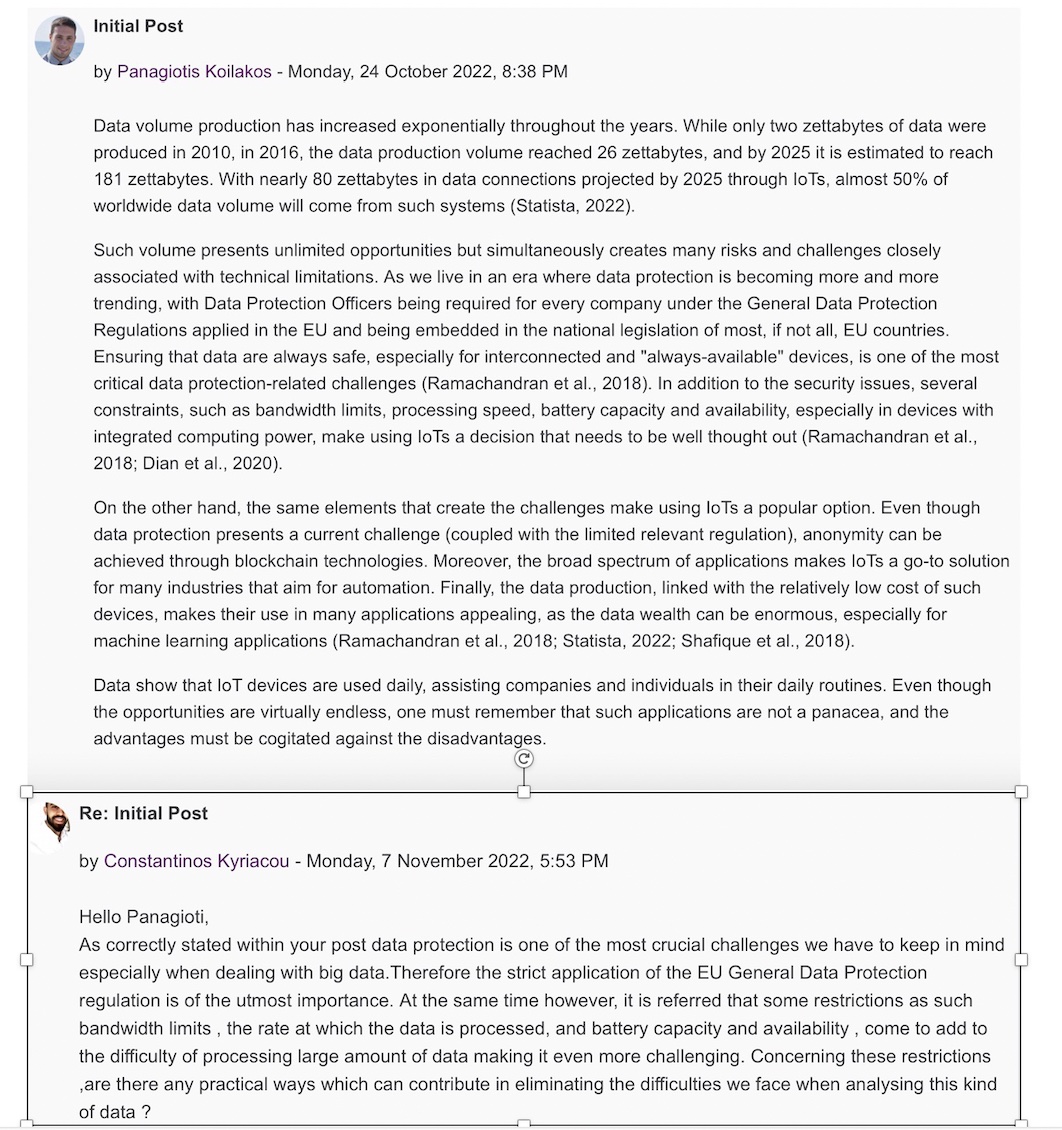 Initial Post
by Panagiotis Koilakos - Monday, 24 October 2022, 8:38 PM
Data volume production has increased exponentially throughout the years. While only two zettabytes of data were
produced in 2010, in 2016, the data production volume reached 26 zettabytes, and by 2025 it is estimated to reach
181 zettabytes. With nearly 80 zettabytes in data connections projected by 2025 through IoTs, almost 50% of
worldwide data volume will come from such systems (Statista, 2022).
Such volume presents unlimited opportunities but simultaneously creates many risks and challenges closely
associated with technical limitations. As we live in an era where data protection is becoming more and more
trending, with Data Protection Officers being required for every company under the General Data Protection
Regulations applied in the EU and being embedded in the national legislation of most, if not all, EU countries.
Ensuring that data are always safe, especially for interconnected and "always-available" devices, is one of the most
critical data protection-related challenges (Ramachandran et al., 2018). In addition to the security issues, several
constraints, such as bandwidth limits, processing speed, battery capacity and availability, especially in devices with
integrated computing power, make using IoTs a decision that needs to be well thought out (Ramachandran et al.,
2018; Dian et al., 2020).
On the other hand, the same elements that create the challenges make using IoTs a popular option. Even though
data protection presents a current challenge (coupled with the limited relevant regulation), anonymity can be
achieved through blockchain technologies. Moreover, the broad spectrum of applications makes IoTs a go-to solution
for many industries that aim for automation. Finally, the data production, linked with the relatively low cost of such
devices, makes their use in many applications appealing, as the data wealth can be enormous, especially for
machine learning applications (Ramachandran et al., 2018; Statista, 2022; Shafique et al., 2018).
Data show that IoT devices are used daily, assisting companies and individuals in their daily routines. Even though
the opportunities are virtually endless, one must remember that such applications are not a panacea, and the
advantages must be cogitated against the disadvantages.
Re: Initial Post
by Constantinos Kyriacou - Monday, 7 November 2022, 5:53 PM
Hello Panagioti,
As correctly stated within your post data protection is one of the most crucial challenges we have to keep in mind
especially when dealing with big data.Therefore the strict application of the EU General Data Protection
regulation is of the utmost importance. At the same time however, it is referred that some restrictions as such
bandwidth limits , the rate at which the data is processed, and battery capacity and availability , come to add to
the difficulty of processing large amount of data making it even more challenging. Concerning these restrictions
,are there any practical ways which can contribute in eliminating the difficulties we face when analysing this kind
of data ?